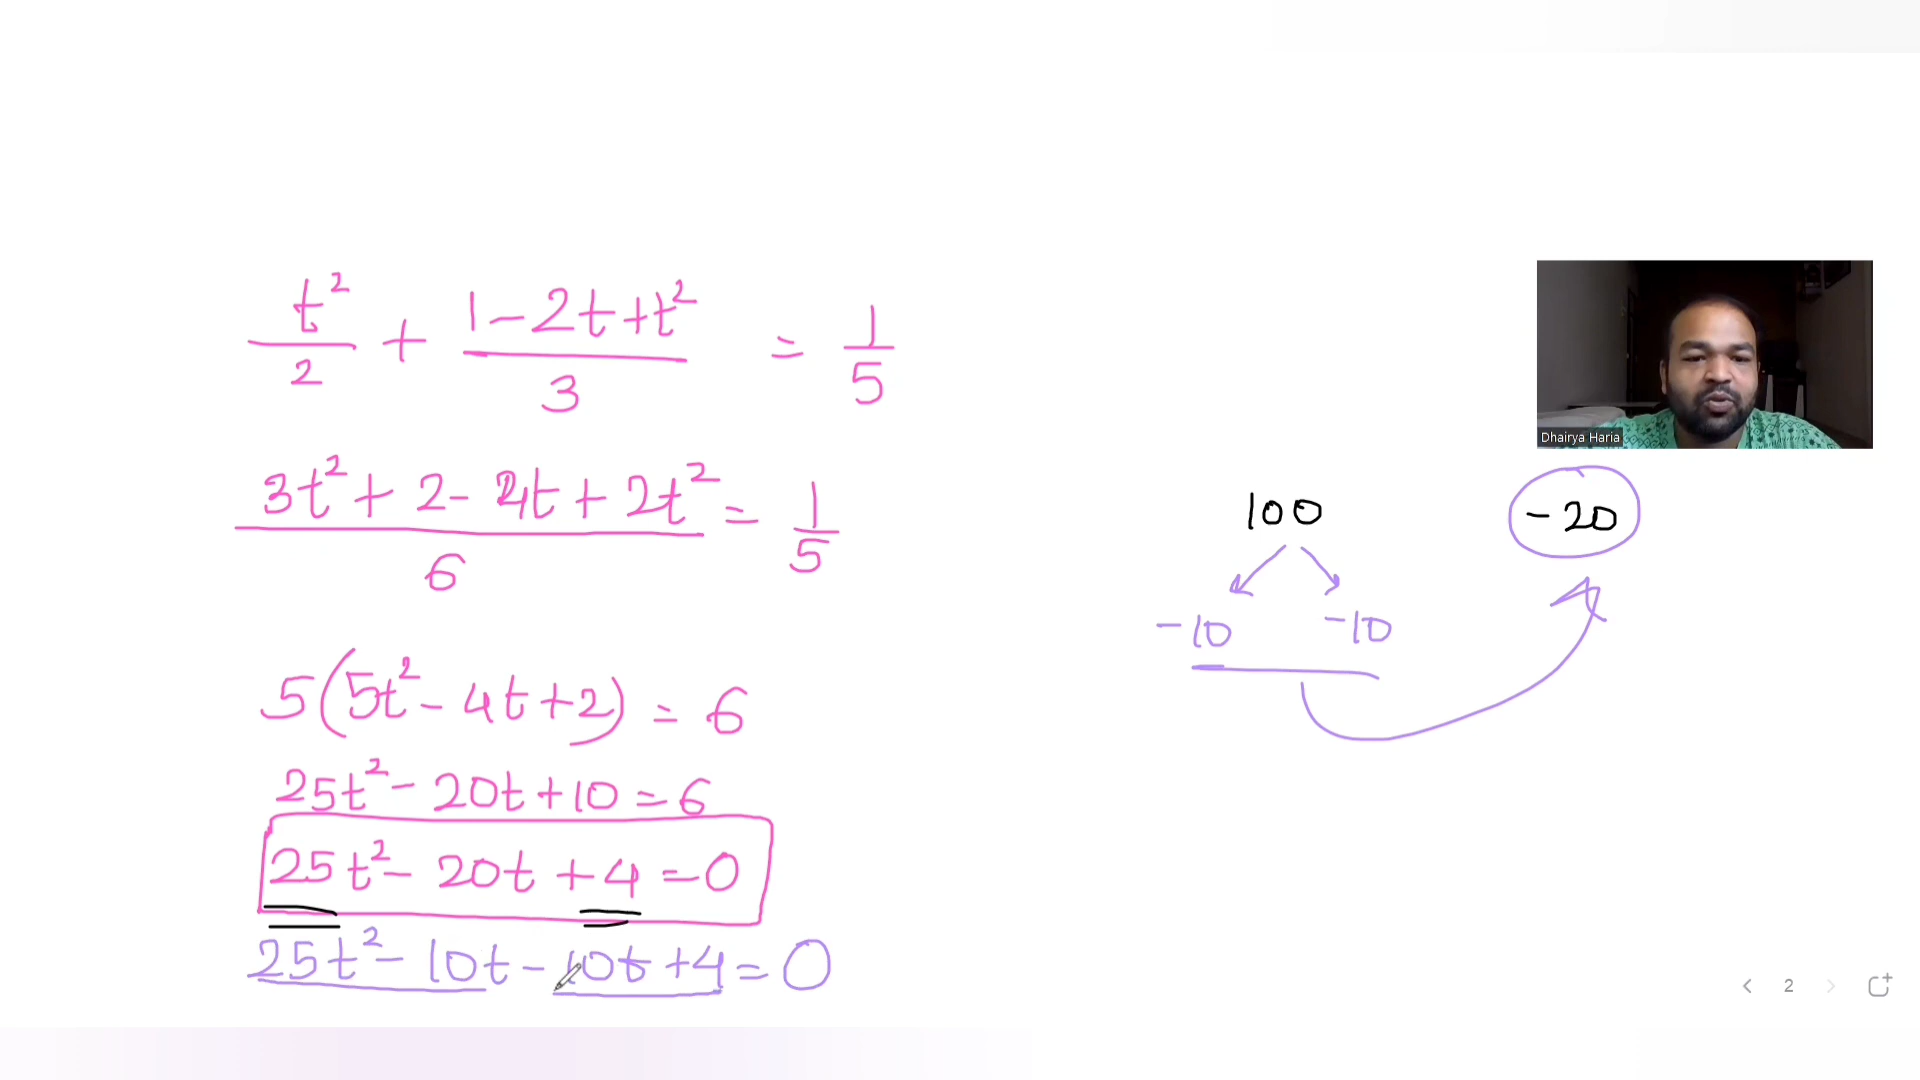 t²/2 + (1-2t+t²)/3 = 1/5
(3t²+2-4t+2t²)/6 = 1/5
5(5t²-4t+2) = 6
25t²-20t+10=6
25t²-20t+4=0
25t²-10t-10t+4=0
100
-20
-10 -10
Dhairya Haria
2